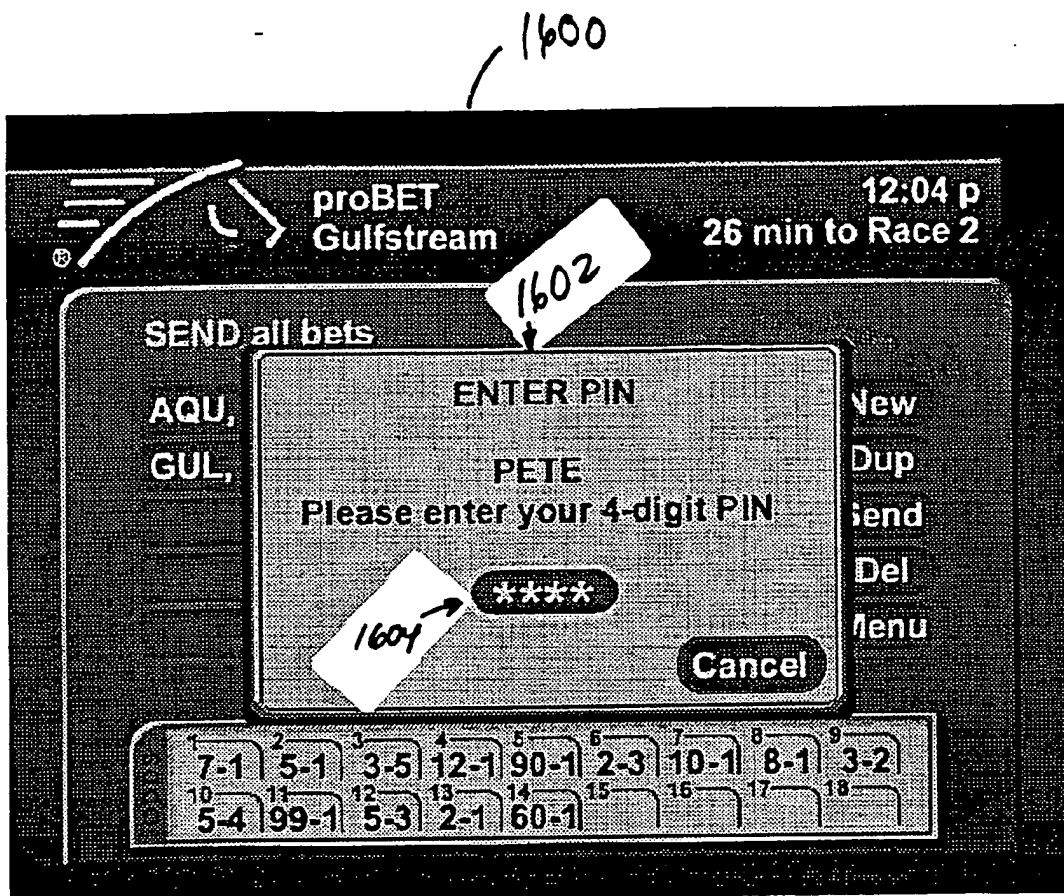 1600
®
proBET
Gulfstream
12:04 p
26 min to Race 2
1602
SEND all bets
ENTER PIN
AQU,
New
GUL,
PETE
Dup
Please enter your 4-digit PIN
Send
****
Del
1604
Menu
Cancel
ODDS
1 7-1 2 5-1 3 3-5 4 12-1 5 90-1 6 2-3 7 10-1 8 8-1 9 3-2
10 5-4 11 99-1 12 5-3 13 2-1 14 60-1 15 16 17 18